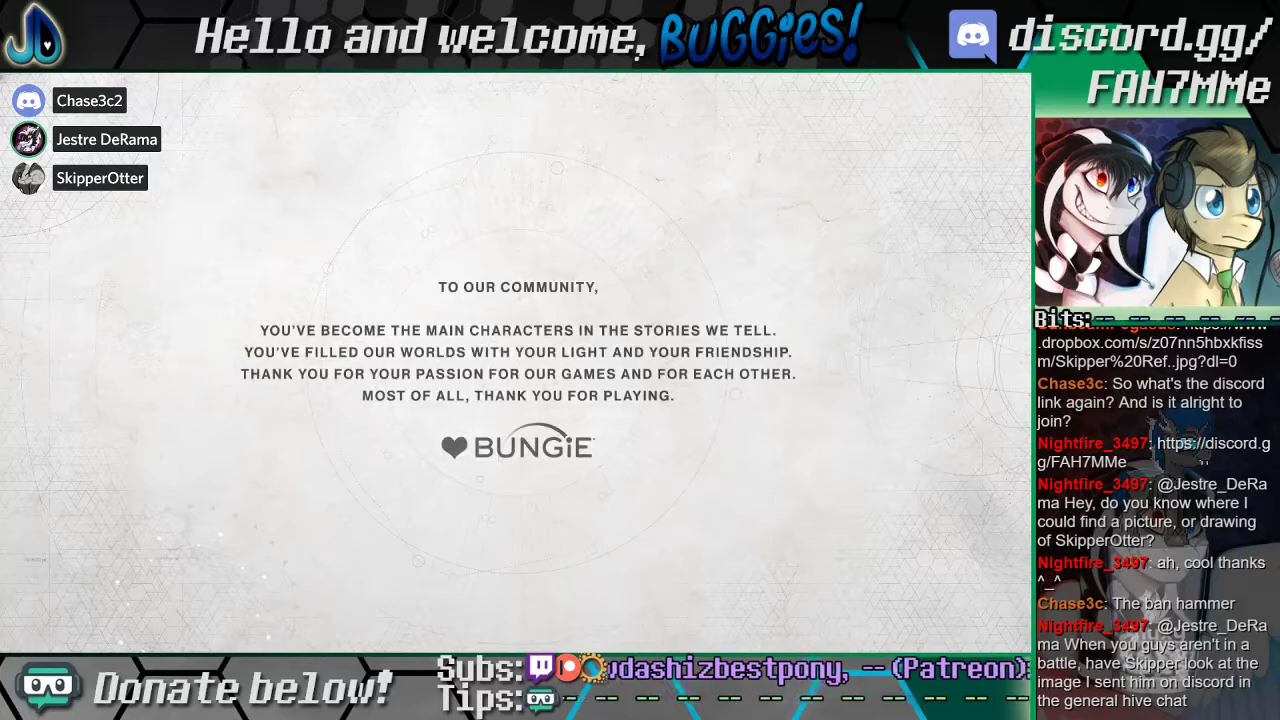 Hello and welcome, BUGGiES!
discord.gg/
FAH7MMe
Chase3c2
Jestre DeRama
SkipperOtter
TO OUR COMMUNITY,
YOU'VE BECOME THE MAIN CHARACTERS IN THE STORIES WE TELL.
YOU'VE FILLED OUR WORLDS WITH YOUR LIGHT AND YOUR FRIENDSHIP.
THANK YOU FOR YOUR PASSION FOR OUR GAMES AND FOR EACH OTHER.
MOST OF ALL, THANK YOU FOR PLAYING.
BUNGiE
Bits:-- -- -- -- -- --
https://www
.dropbox.com/s/z07nn5hbxkfiss
m/Skipper%20Ref..jpg?dl=0
Chase3c: So what's the discord
link again? And is it alright to
join?
Nightfire_3497: https://discord.g
g/FAH7MMe
Nightfire_3497: @Jestre_DeRa
ma Hey, do you know where I
could find a picture, or drawing
of SkipperOtter?
Nightfire_3497: ah, cool thanks
^_^
Chase3c: The ban hammer
Nightfire_3497: @Jestre_DeRa
ma When you guys aren't in a
battle, have Skipper look at the
image I sent him on discord in
the general hive chat
Donate below!
Subs: dashizbestpony, -- (Patreon):
Tips: -- -- -- -- -- -- -- -- -- -- --